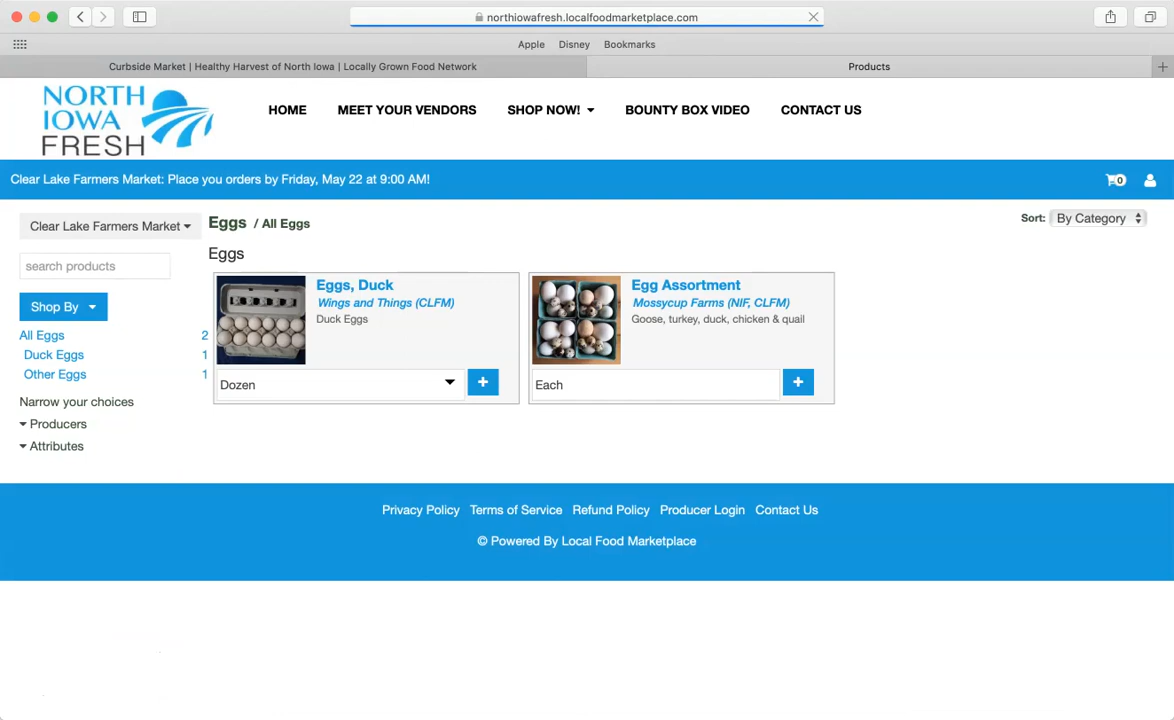 northiowafresh.localfoodmarketplace.com
Apple Disney Bookmarks
Curbside Market | Healthy Harvest of North Iowa | Locally Grown Food Network
Products
NORTH
IOWA
FRESH
HOME MEET YOUR VENDORS SHOP NOW! BOUNTY BOX VIDEO CONTACT US
Clear Lake Farmers Market: Place you orders by Friday, May 22 at 9:00 AM!
0
Clear Lake Farmers Market
Eggs / All Eggs
Sort: By Category
search products
Eggs
Shop By
All Eggs 2
Duck Eggs 1
Other Eggs 1
Narrow your choices
Producers
Attributes
Eggs, Duck
Wings and Things (CLFM)
Duck Eggs
Dozen
+
Egg Assortment
Mossycup Farms (NIF, CLFM)
Goose, turkey, duck, chicken & quail
Each
+
Privacy Policy Terms of Service Refund Policy Producer Login Contact Us
© Powered By Local Food Marketplace